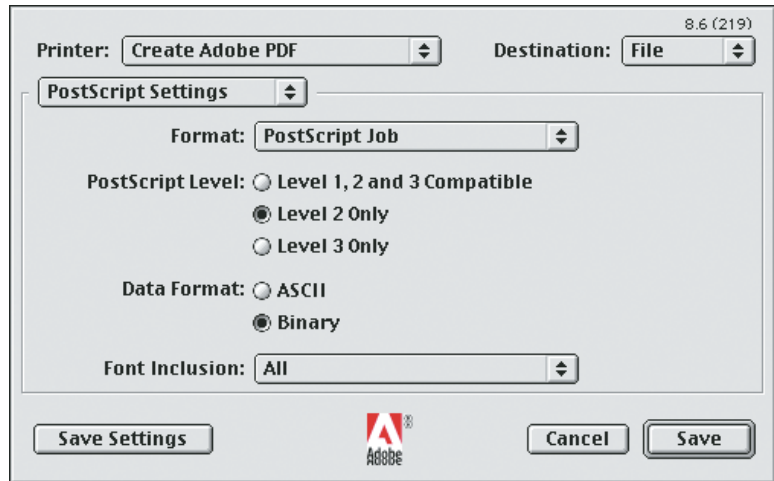 8.6 (219)
Printer: Create Adobe PDF Destination: File
PostScript Settings
Format: PostScript Job
PostScript Level: Level 1, 2 and 3 Compatible
Level 2 Only
Level 3 Only
Data Format: ASCII
Binary
Font Inclusion: All
Save Settings Adobe ® Cancel Save